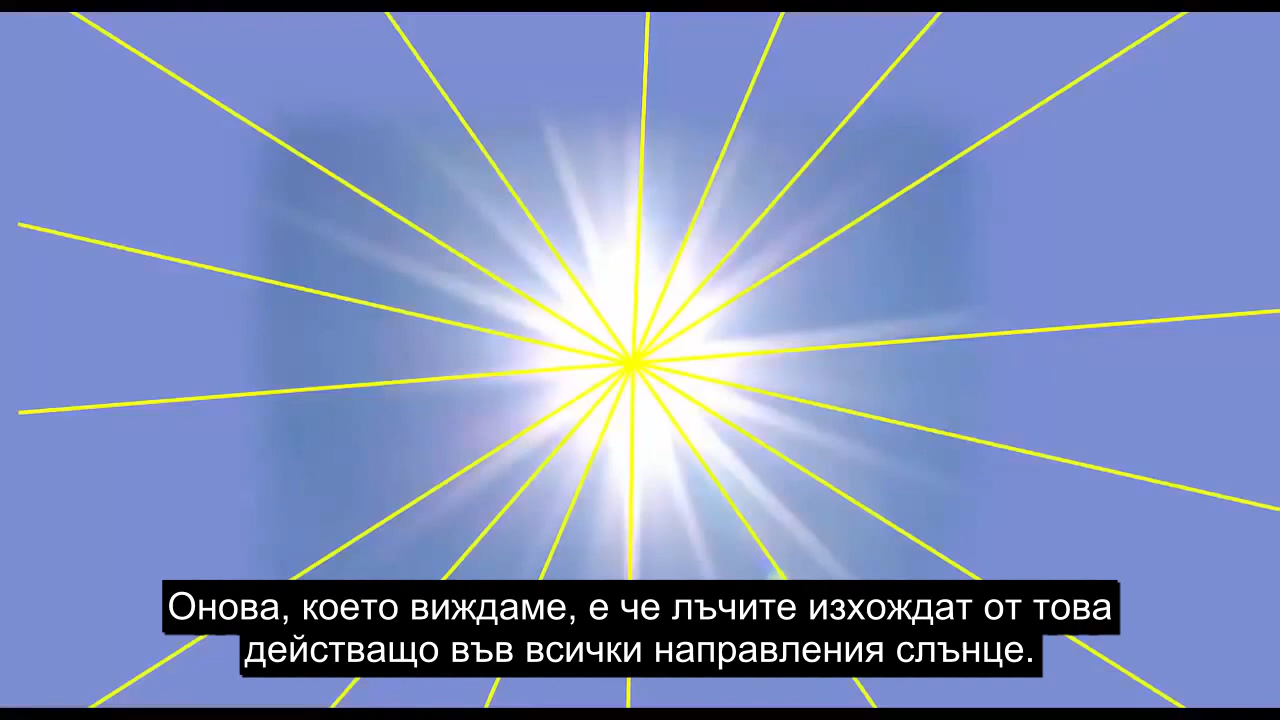 Онова, което виждаме, е че лъчите изхождат от това
действащо във всички направления слънце.